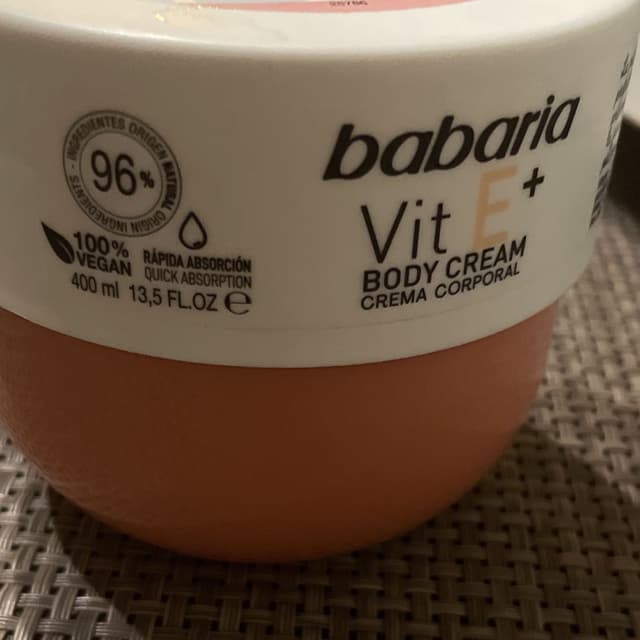 babaria
Vit E+
BODY CREAM
CREMA CORPORAL
INGREDIENTES ORIGEN NATURAL
ORIGIN INGREDIENTS
96%
100%
VEGAN
RÁPIDA ABSORCIÓN
QUICK ABSORPTION
400 ml 13,5 FL.OZ ℮